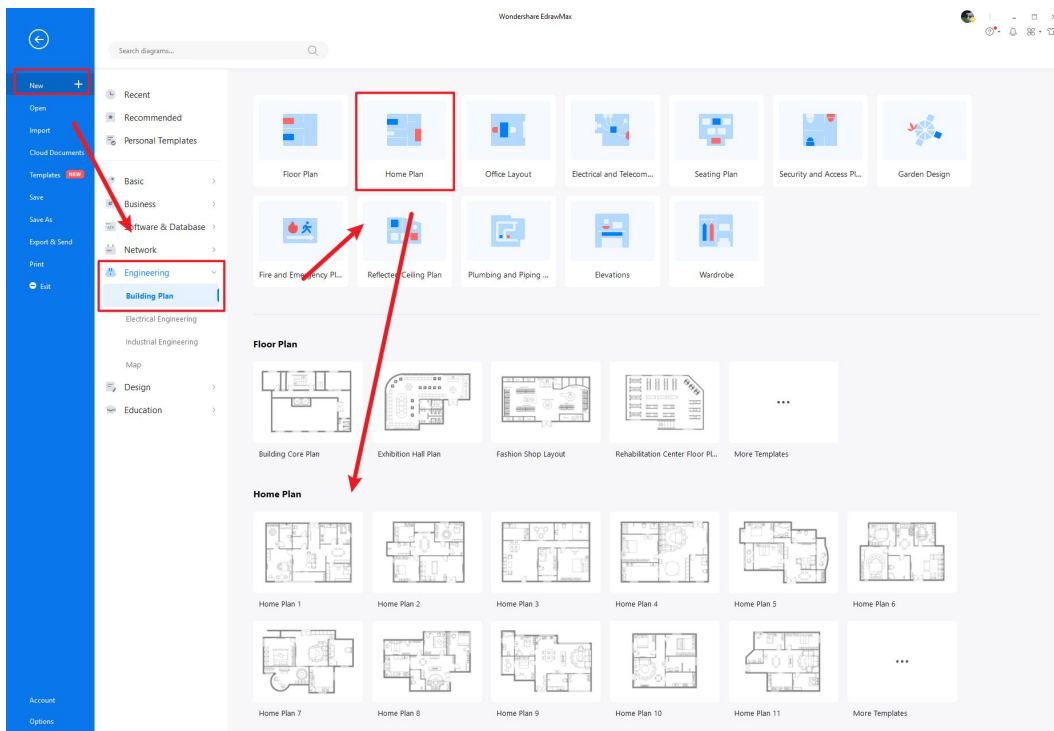 Wondershare EdrawMax
Search diagrams...
New
Open
Import
Cloud Documents
Templates NEW
Save
Save As
Export & Send
Print
Exit
Account
Options
Recent
Recommended
Personal Templates
Basic
Business
Software & Database
Network
Engineering
Building Plan
Electrical Engineering
Industrial Engineering
Map
Design
Education
Floor Plan
Home Plan
Office Layout
Electrical and Telecom...
Seating Plan
Security and Access Pl...
Garden Design
Fire and Emergency Pl...
Reflected Ceiling Plan
Plumbing and Piping ...
Elevations
Wardrobe
Floor Plan
Building Core Plan
Exhibition Hall Plan
Fashion Shop Layout
Rehabilitation Center Floor Pl...
More Templates
Home Plan
Home Plan 1
Home Plan 2
Home Plan 3
Home Plan 4
Home Plan 5
Home Plan 6
Home Plan 7
Home Plan 8
Home Plan 9
Home Plan 10
Home Plan 11
More Templates